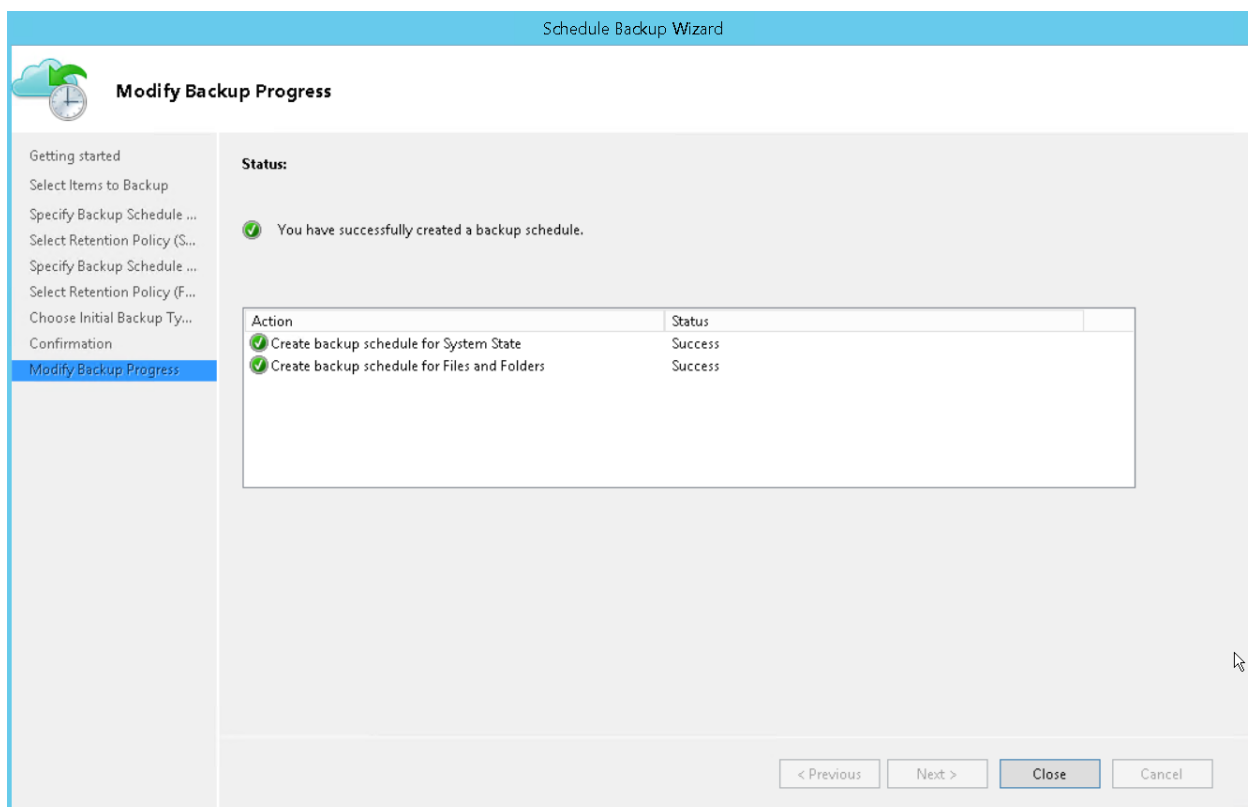 Schedule Backup Wizard
Modify Backup Progress
Getting started
Select Items to Backup
Specify Backup Schedule ...
Select Retention Policy (S...
Specify Backup Schedule ...
Select Retention Policy (F...
Choose Initial Backup Ty...
Confirmation
Modify Backup Progress
Status:
You have successfully created a backup schedule.
Action Status
Create backup schedule for System State Success
Create backup schedule for Files and Folders Success
< Previous Next > Close Cancel